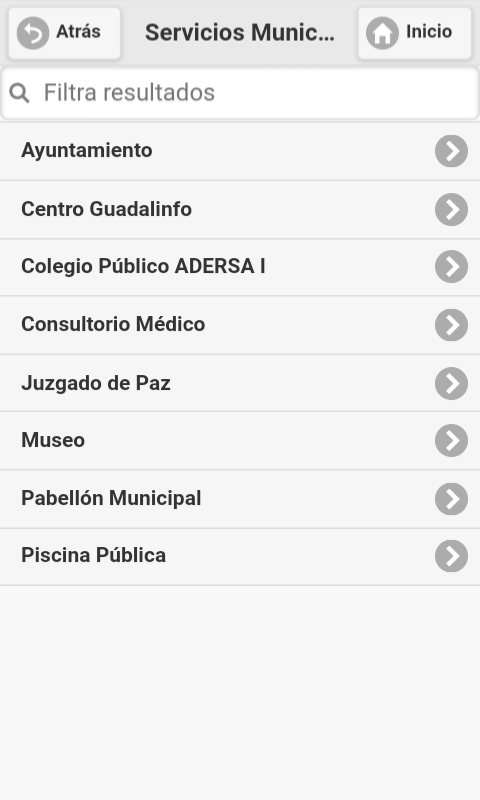 Atrás
Servicios Munic...
Inicio
Filtra resultados
Ayuntamiento
Centro Guadalinfo
Colegio Público ADERSA I
Consultorio Médico
Juzgado de Paz
Museo
Pabellón Municipal
Piscina Pública